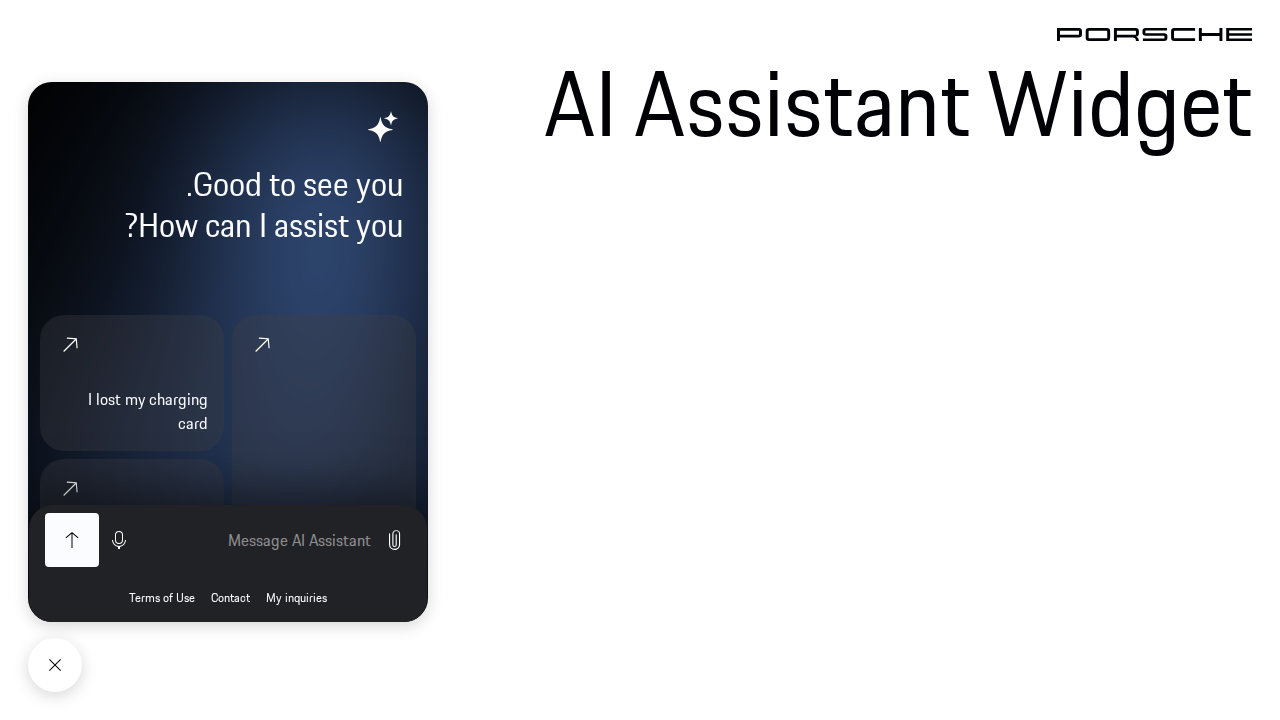 PORSCHE
AI Assistant Widget
.Good to see you
?How can I assist you
I lost my charging
card
Message AI Assistant
Terms of Use Contact My inquiries